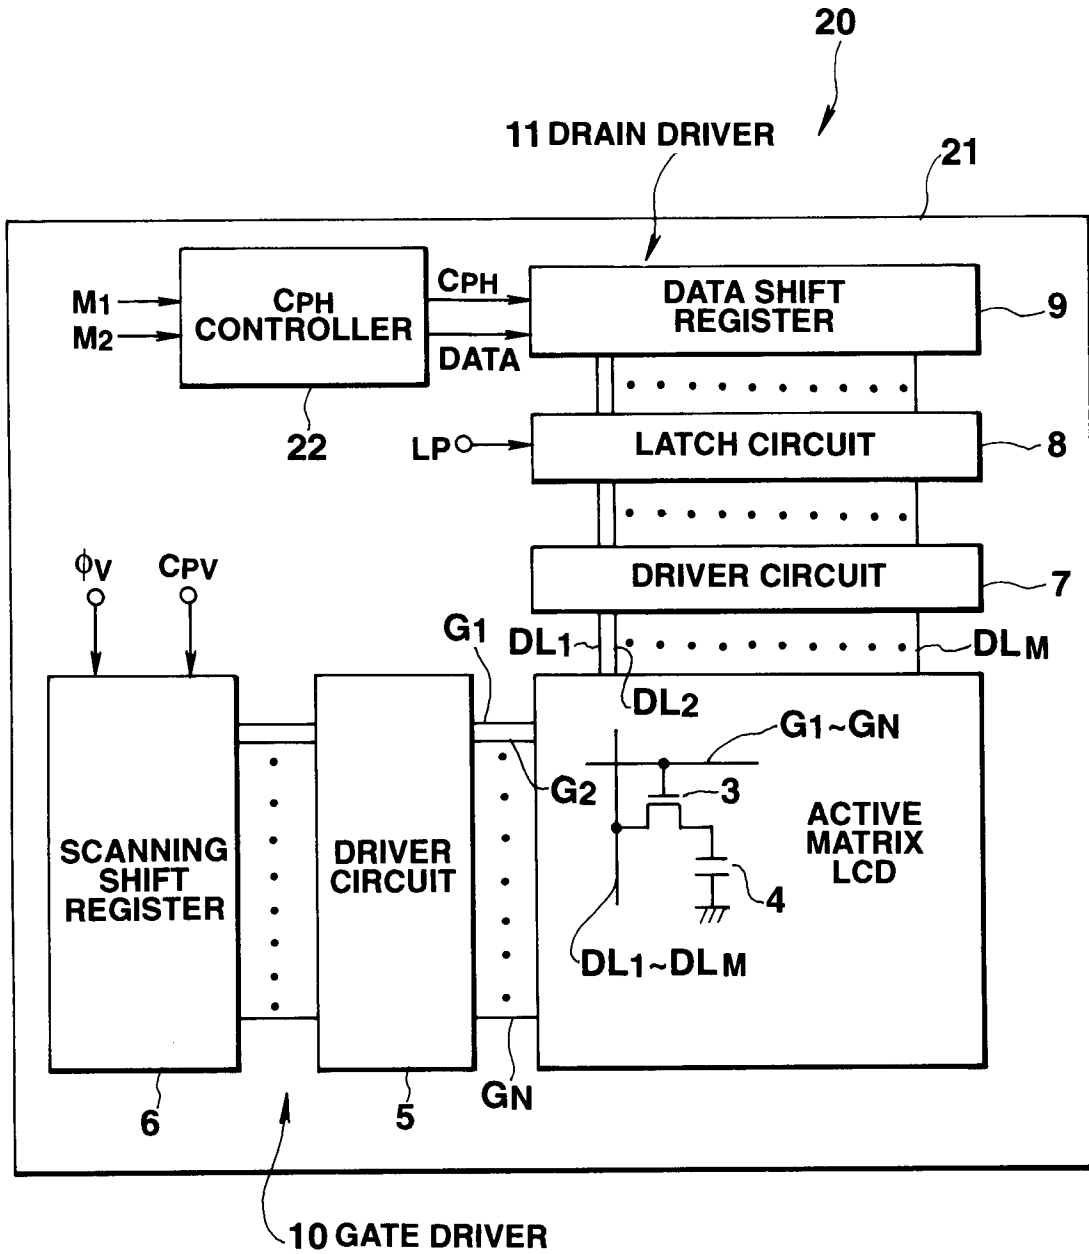 20
11 DRAIN DRIVER
21
M1
M2
CPH
CONTROLLER
CPH
DATA
DATA SHIFT
REGISTER
9
22
LP
LATCH CIRCUIT
8
ϕV
CPV
DRIVER CIRCUIT
7
G1
DL1
DL2
DLM
G2
G1~GN
3
SCANNING
SHIFT
REGISTER
DRIVER
CIRCUIT
ACTIVE
MATRIX
LCD
4
DL1~DLM
6
5
GN
10 GATE DRIVER